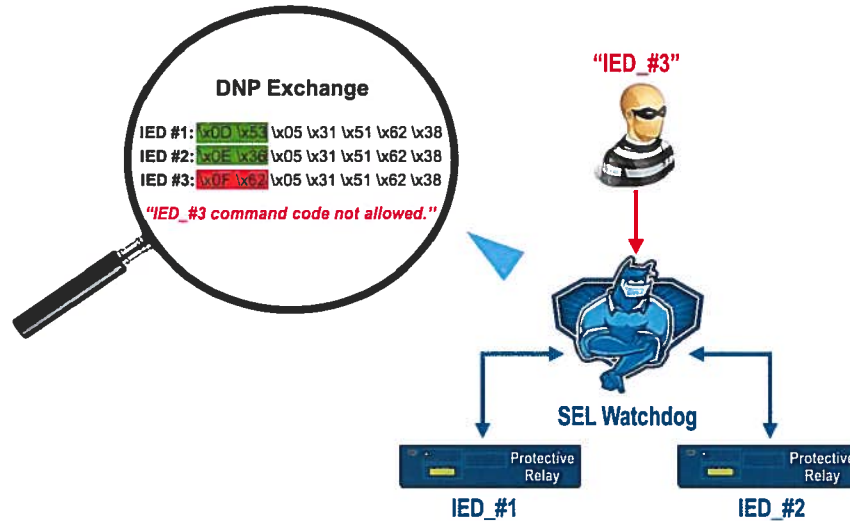 DNP Exchange
IED #1: \x0D \x53 \x05 \x31 \x51 \x62 \x38
IED #2: \x0E \x36 \x05 \x31 \x51 \x62 \x38
IED #3: \x0F \x62 \x05 \x31 \x51 \x62 \x38
"IED_#3 command code not allowed."
"IED_#3"
SEL Watchdog
Protective
Relay
IED_#1
Protective
Relay
IED_#2